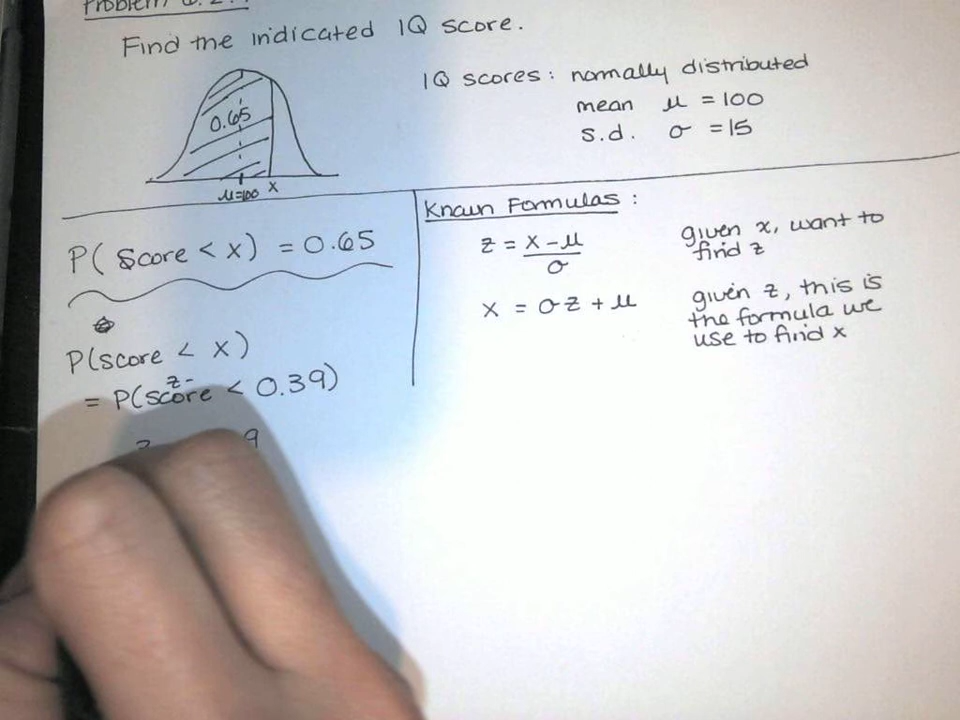 Find the indicated IQ score.
IQ scores: normally distributed
mean μ = 100
s.d. σ = 15
0.65
μ=100 x
P( Score < x) = 0.65
P(score < x)
= P(z-score < 0.39)
Known Formulas:
z = x-μ/σ
given x, want to
find z
x = σz + μ
given z, this is
the formula we
use to find x